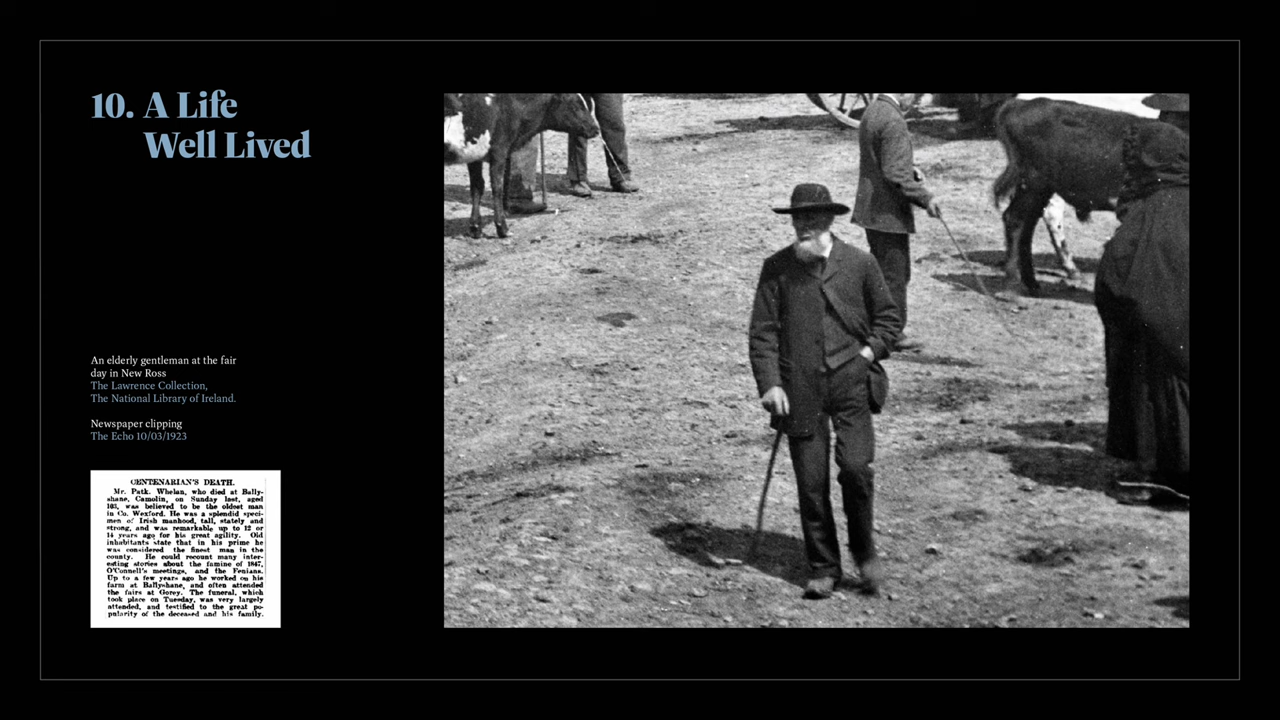 10. A Life
Well Lived
An elderly gentleman at the fair
day in New Ross
The Lawrence Collection,
The National Library of Ireland.
Newspaper clipping
The Echo 10/03/1923
CENTENARIAN'S DEATH.
Mr. Patk. Whelan, who died at Bally-
shane, Camolin, on Sunday last, aged
103, was believed to be the oldest man
in Co. Wexford. He was a splendid speci-
men of Irish manhood, tall, stately and
strong, and was remarkable up to 12 or
14 years ago for his great agility. Old
inhabitants state that in his prime he
was considered the finest man in the
county. He could recount many inter-
esting stories about the famine of 1847,
O'Connell's meetings, and the Fenians.
Up to a few years ago he worked on his
farm at Ballyshane, and often attended
the fairs at Gorey. The funeral, which
took place on Tuesday, was very largely
attended, and testified to the great po-
pularity of the deceased and his family.